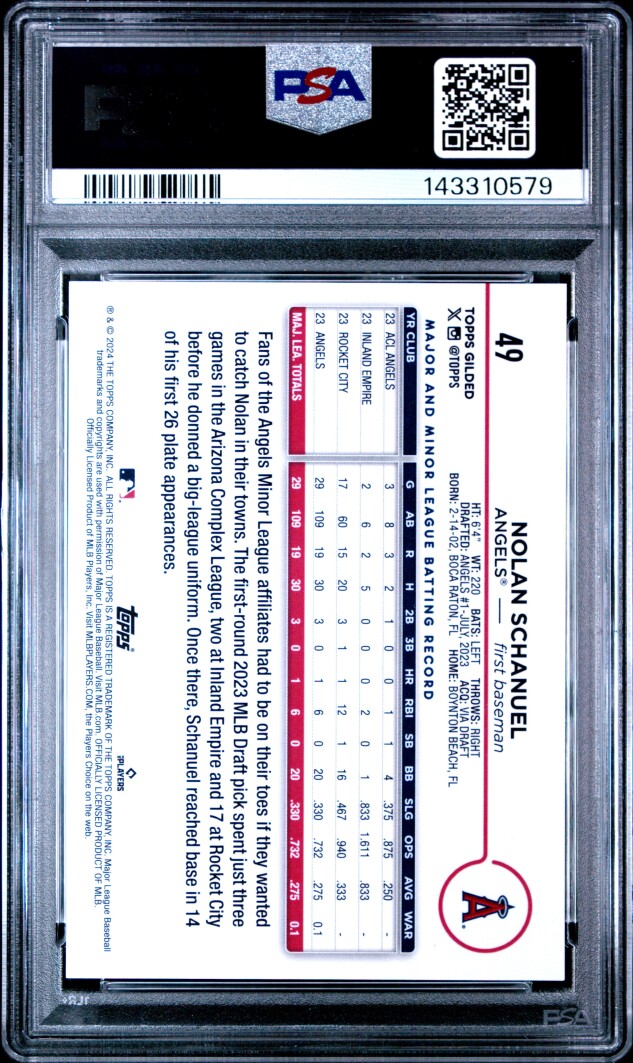 PSA
143310579
49
NOLAN SCHANUEL
ANGELS® — first baseman
TOPPS GILDED
X @TOPPS
HT: 6'4" WT: 220 BATS: LEFT THROWS: RIGHT
DRAFTED: ANGELS #1-JULY, 2023 ACQ: VIA DRAFT
BORN: 2-14-02, BOCA RATON, FL HOME: BOYNTON BEACH, FL
MAJOR AND MINOR LEAGUE BATTING RECORD
YR CLUB G AB R H 2B 3B HR RBI SB BB SLG OPS AVG WAR
23 ACL ANGELS 3 8 3 2 1 0 0 1 1 4 .375 .875 .250 -
23 INLAND EMPIRE 2 6 2 5 0 0 0 2 0 1 .833 1.611 .833 -
23 ROCKET CITY 17 60 15 20 3 1 1 12 1 16 .467 .940 .333 -
23 ANGELS 29 109 19 30 3 0 1 6 0 20 .330 .732 .275 0.1
MAJ. LEA. TOTALS 29 109 19 30 3 0 1 6 0 20 .330 .732 .275 0.1
Fans of the Angels Minor League affiliates had to be on their toes if they wanted
to catch Nolan in their towns. The first-round 2023 MLB Draft pick spent just three
games in the Arizona Complex League, two at Inland Empire and 17 at Rocket City
before he donned a big-league uniform. Once there, Schanuel reached base in 14
of his first 26 plate appearances.
topps®
PLAYERS
® & © 2024 THE TOPPS COMPANY, INC. ALL RIGHTS RESERVED. TOPPS IS A REGISTERED TRADEMARK OF THE TOPPS COMPANY, INC. Major League Baseball
trademarks and copyrights are used with permission of Major League Baseball. Visit MLB.com. OFFICIALLY LICENSED PRODUCT OF MLB.
Officially Licensed Product of MLB Players, Inc. Visit MLBPLAYERS.COM, the Players Choice on the web.
PSA